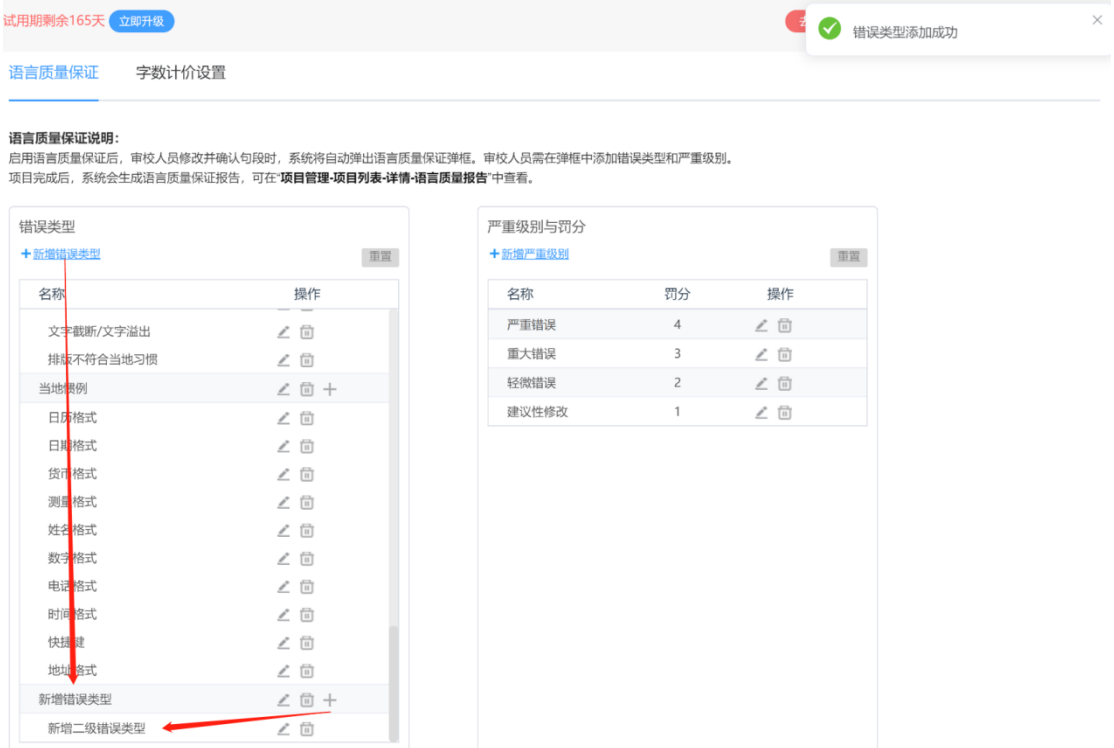 试用期剩余165天 立即升级
错误类型添加成功
语言质量保证 字数计价设置
语言质量保证说明：
启用语言质量保证后，审校人员修改并确认句段时，系统将自动弹出语言质量保证弹框。审校人员需在弹框中添加错误类型和严重级别。
项目完成后，系统会生成语言质量保证报告，可在“项目管理-项目列表-详情-语言质量报告”中查看。
错误类型
+新增错误类型 重置
名称 操作
文字截断/文字溢出
排版不符合当地习惯
当地惯例
日历格式
日期格式
货币格式
测量格式
姓名格式
数字格式
电话格式
时间格式
快捷键
地址格式
新增错误类型
新增二级错误类型
严重级别与罚分
+新增严重级别 重置
名称 罚分 操作
严重错误 4
重大错误 3
轻微错误 2
建议性修改 1